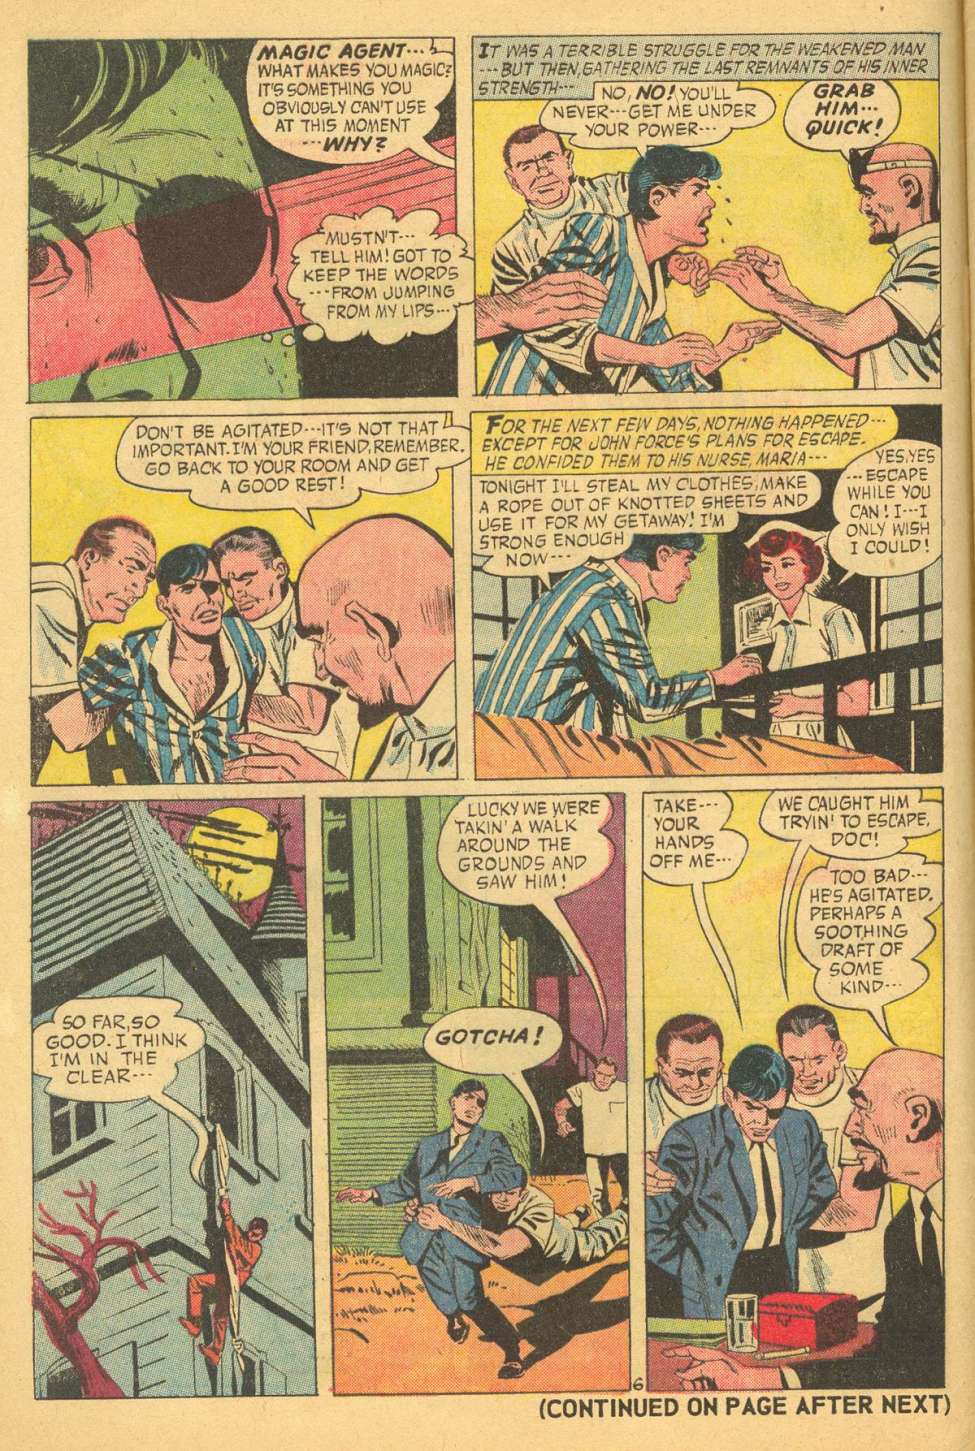 MAGIC AGENT...
WHAT MAKES YOU MAGIC?
IT'S SOMETHING YOU
OBVIOUSLY CAN'T USE
AT THIS MOMENT
---WHY?
MUSTN'T---
TELL HIM! GOT TO
KEEP THE WORDS
---FROM JUMPING
FROM MY LIPS---
IT WAS A TERRIBLE STRUGGLE FOR THE WEAKENED MAN
---BUT THEN, GATHERING THE LAST REMNANTS OF HIS INNER
STRENGTH---
NO, NO! YOU'LL
NEVER---GET ME UNDER
YOUR POWER---
GRAB
HIM---
QUICK!
DON'T BE AGITATED---IT'S NOT THAT
IMPORTANT. I'M YOUR FRIEND, REMEMBER.
GO BACK TO YOUR ROOM AND GET
A GOOD REST!
FOR THE NEXT FEW DAYS, NOTHING HAPPENED---
EXCEPT FOR JOHN FORCE'S PLANS FOR ESCAPE.
HE CONFIDED THEM TO HIS NURSE, MARIA---
TONIGHT I'LL STEAL MY CLOTHES, MAKE
A ROPE OUT OF KNOTTED SHEETS AND
USE IT FOR MY GETAWAY! I'M
STRONG ENOUGH
NOW---
YES, YES
---ESCAPE
WHILE YOU
CAN! I---I
ONLY WISH
I COULD!
SO FAR, SO
GOOD. I THINK
I'M IN THE
CLEAR---
LUCKY WE WERE
TAKIN' A WALK
AROUND THE
GROUNDS AND
SAW HIM!
GOTCHA!
TAKE---
YOUR
HANDS
OFF ME---
WE CAUGHT HIM
TRYIN' TO ESCAPE,
DOC!
TOO BAD---
HE'S AGITATED.
PERHAPS A
SOOTHING
DRAFT OF
SOME
KIND---
6
(CONTINUED ON PAGE AFTER NEXT)